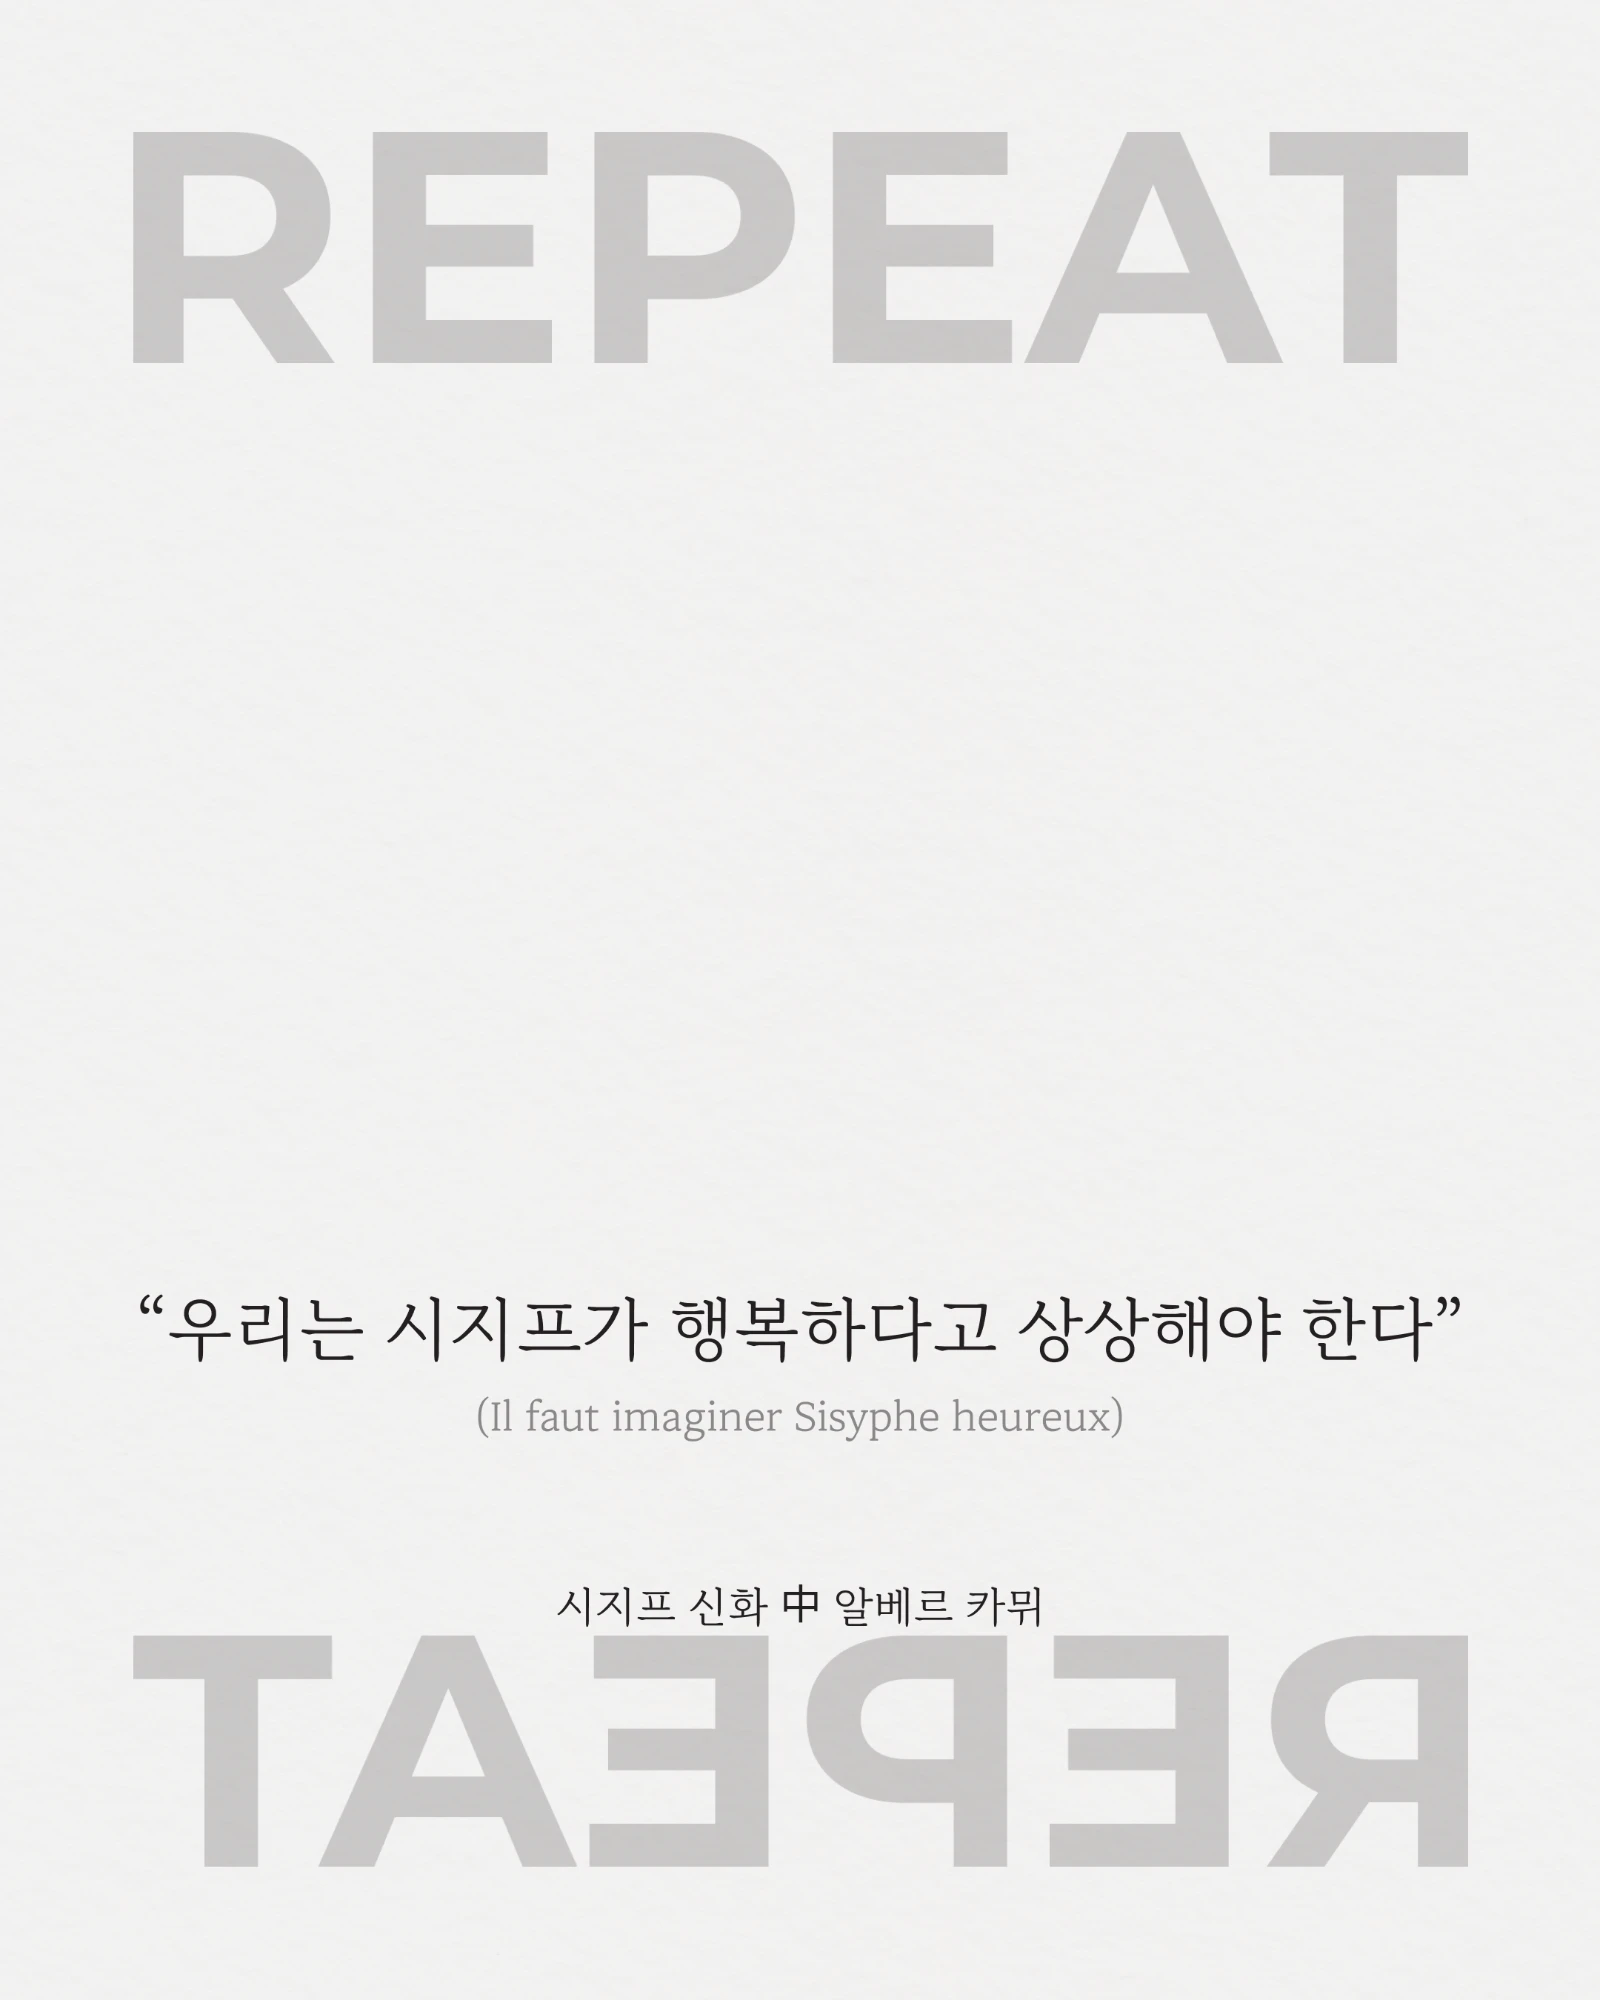 REPEAT
“우리는 시지프가 행복하다고 상상해야 한다”
(Il faut imaginer Sisyphe heureux)
시지프 신화 中 알베르 카뮈
REPEAT